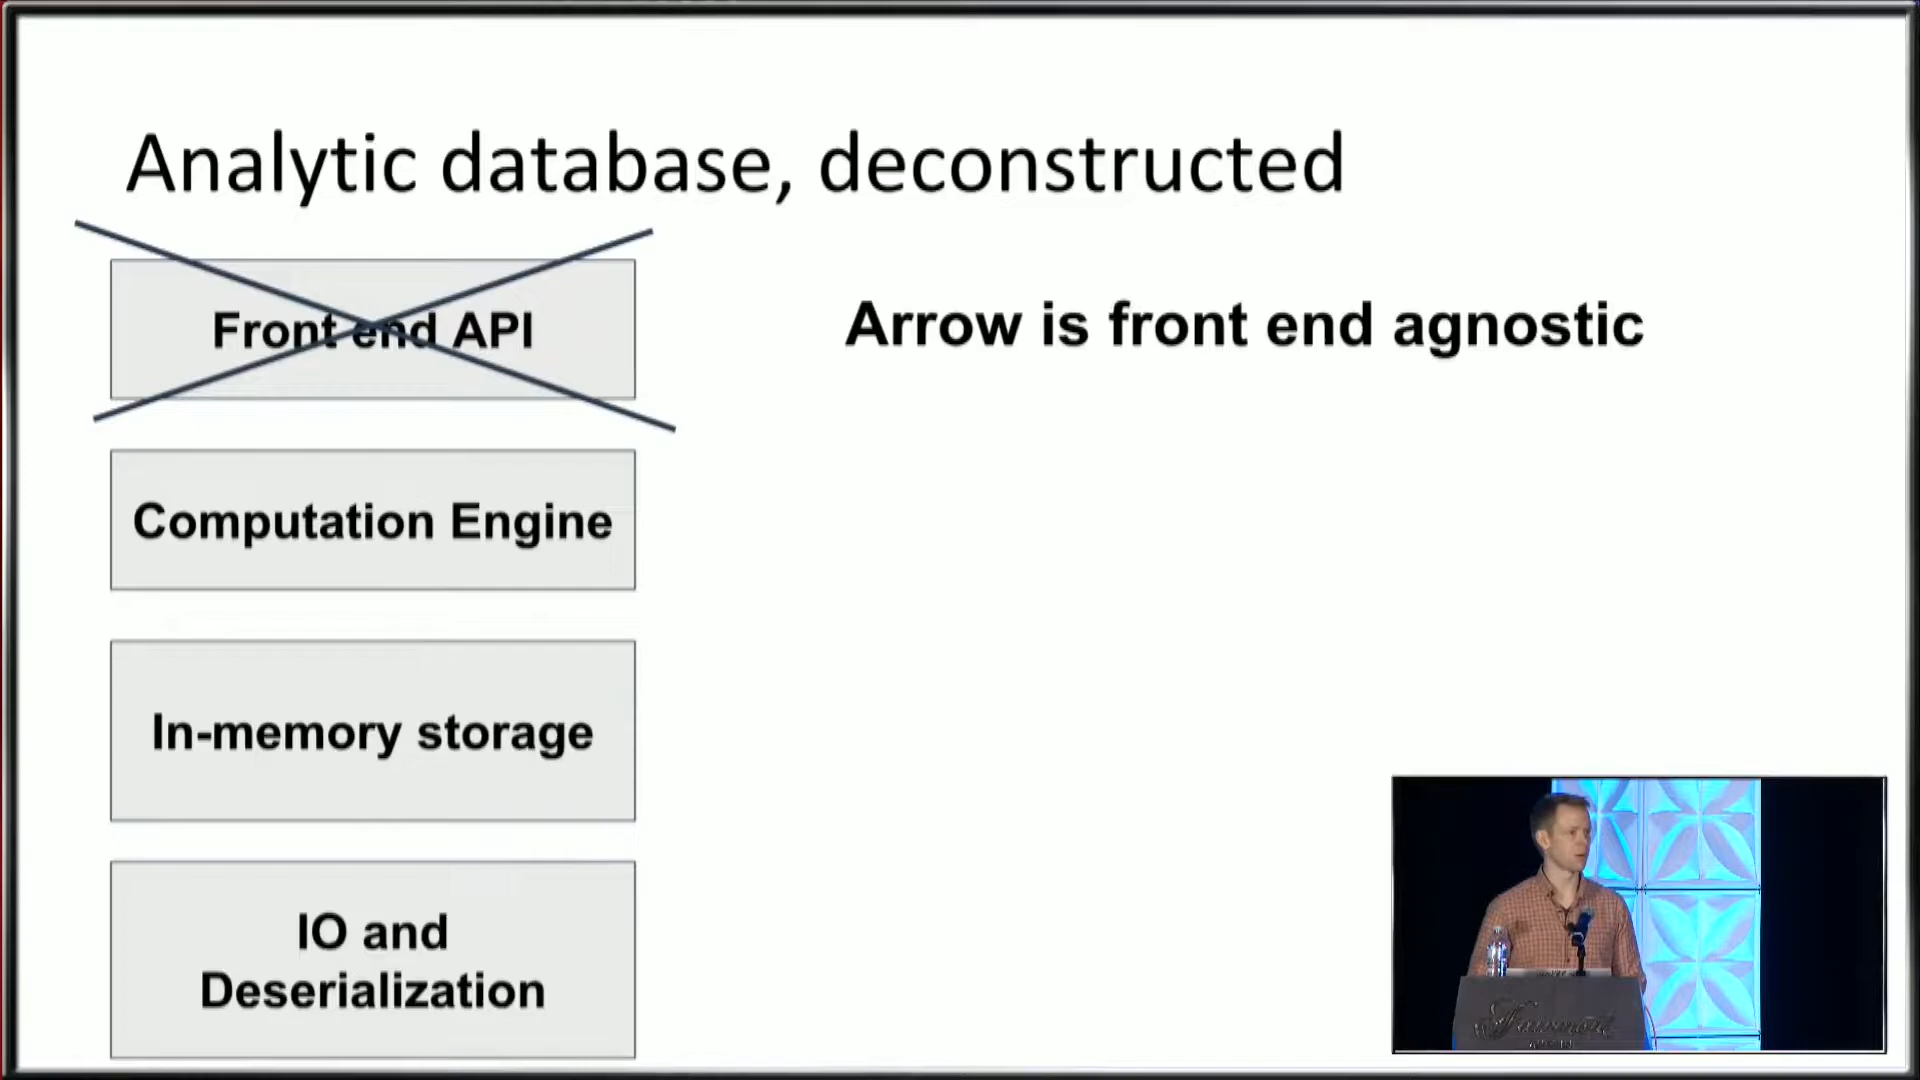 Analytic database, deconstructed
Front end API
Arrow is front end agnostic
Computation Engine
In-memory storage
IO and
Deserialization
Fairmont